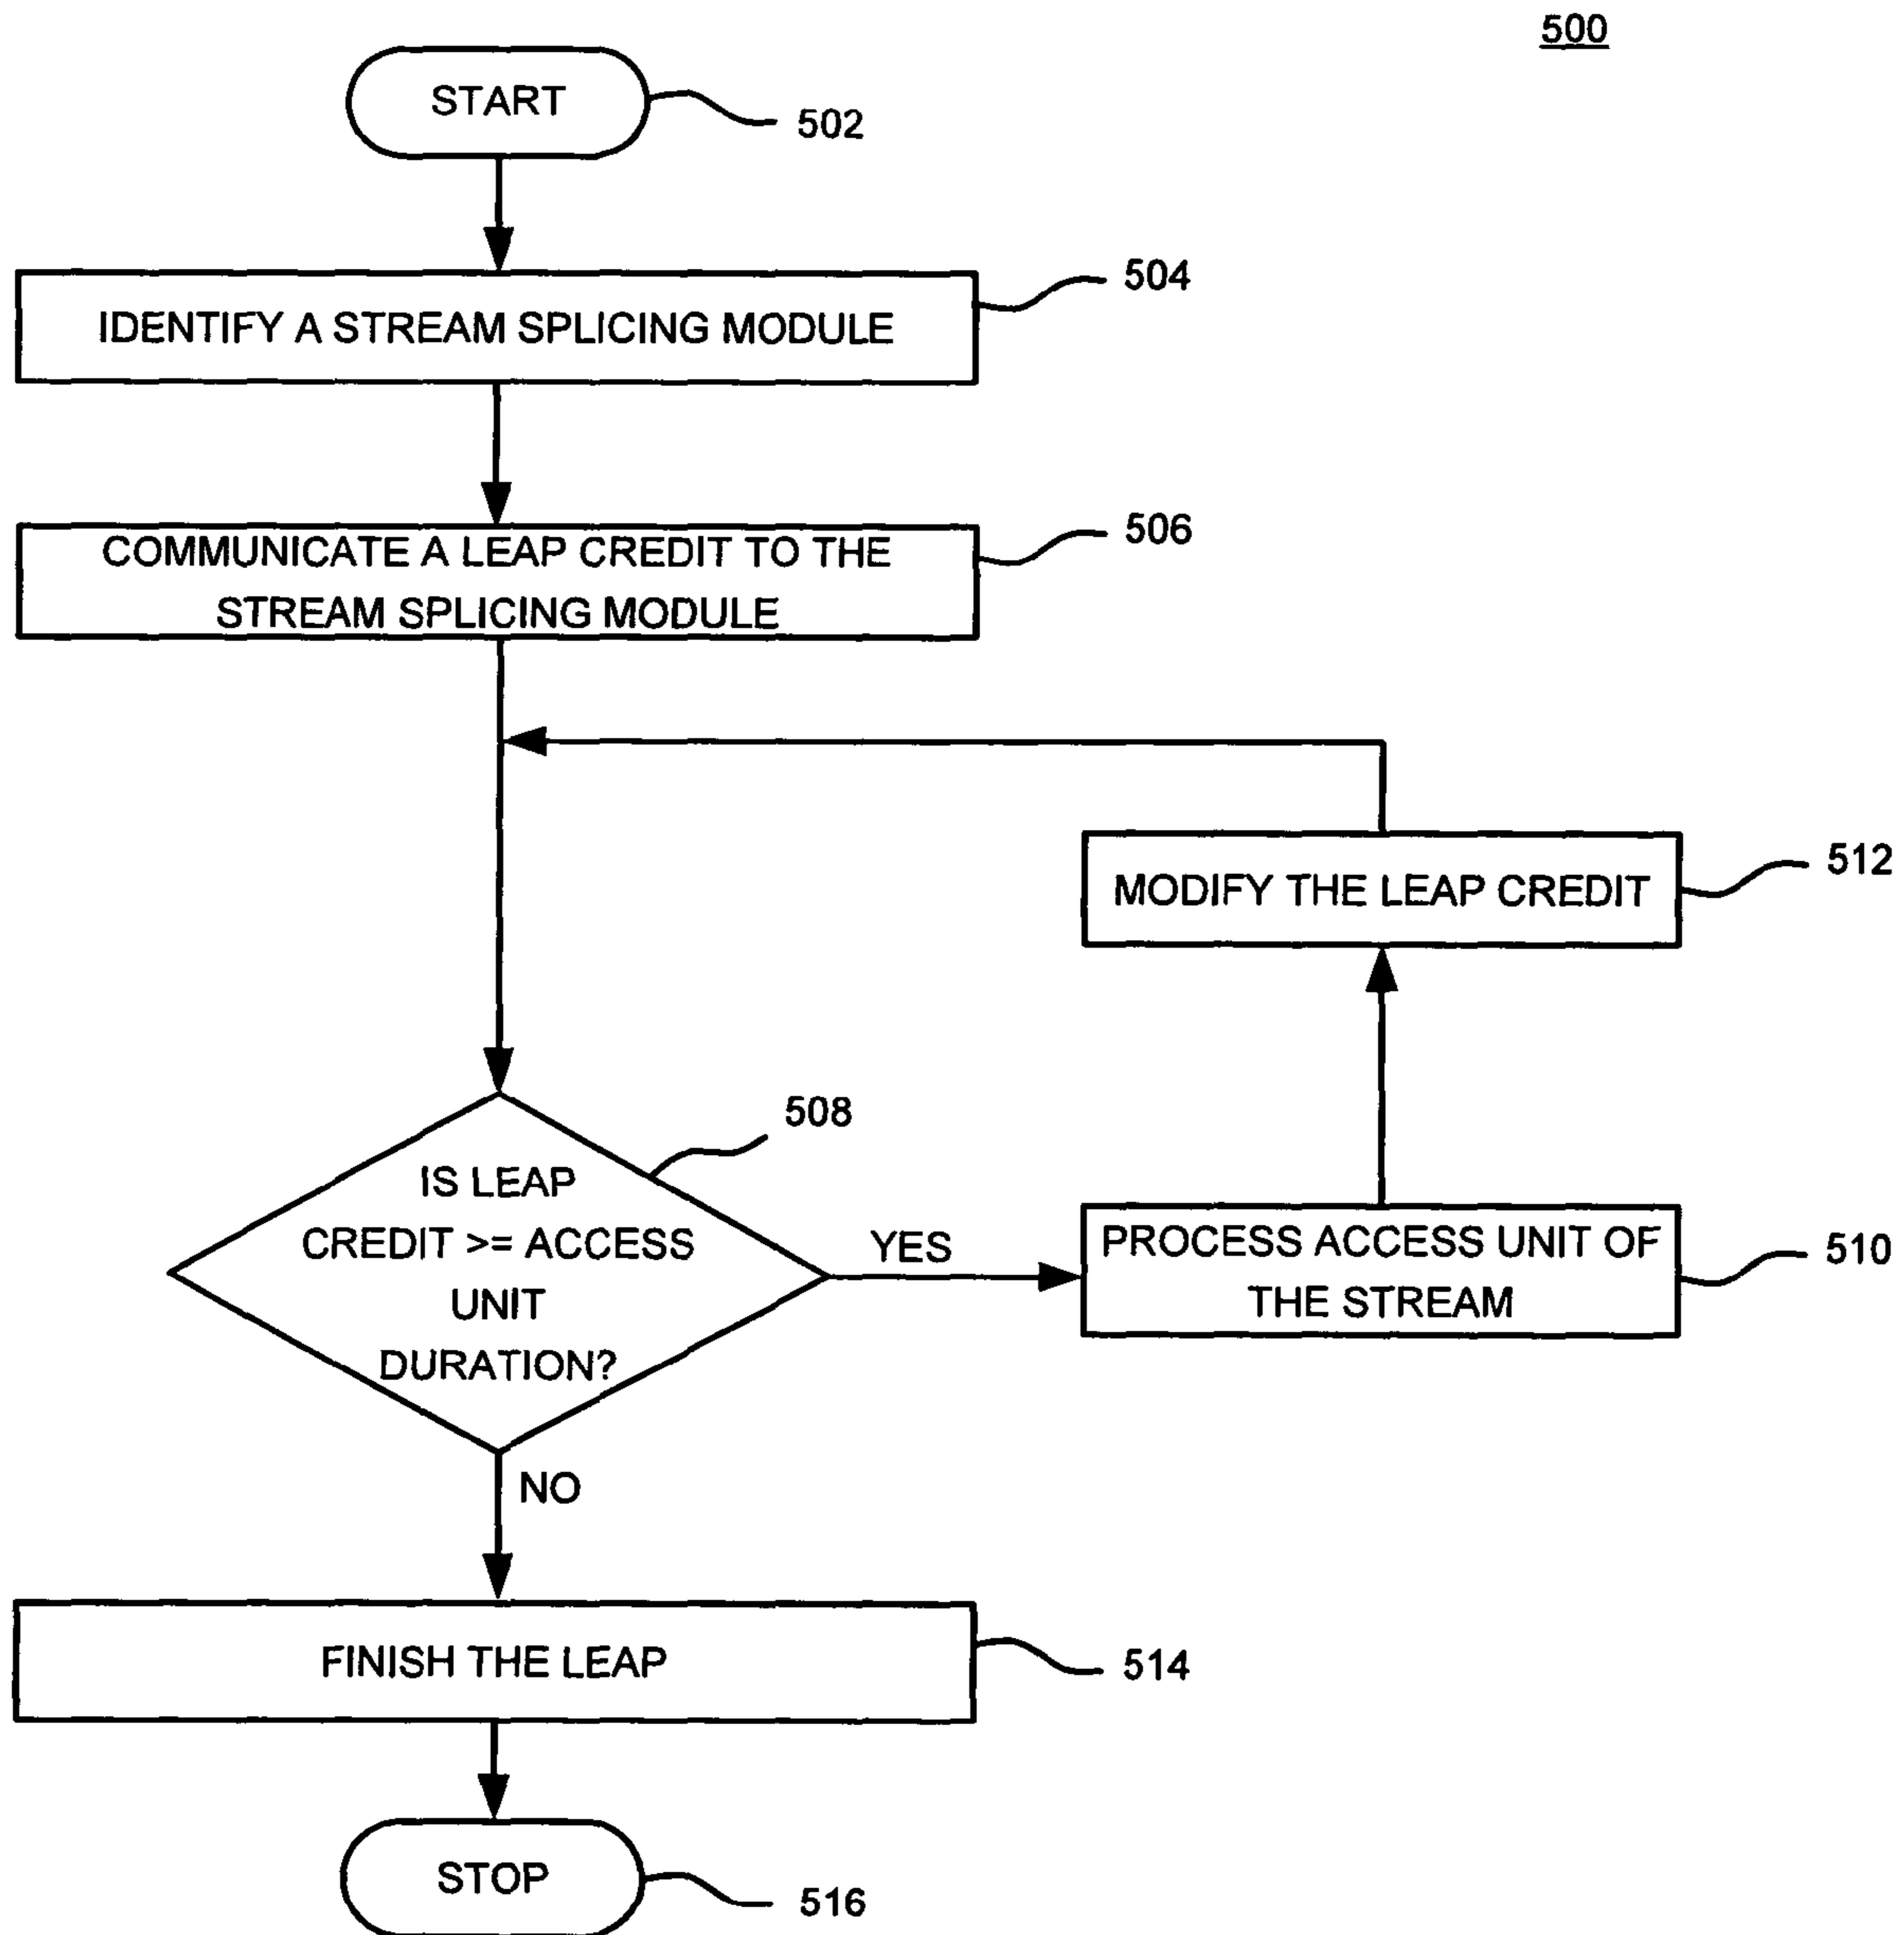 500
START
502
504
IDENTIFY A STREAM SPLICING MODULE
506
COMMUNICATE A LEAP CREDIT TO THE
STREAM SPLICING MODULE
512
MODIFY THE LEAP CREDIT
508
IS LEAP
CREDIT >= ACCESS
UNIT
DURATION?
YES
PROCESS ACCESS UNIT OF
THE STREAM
510
NO
FINISH THE LEAP
514
STOP
516